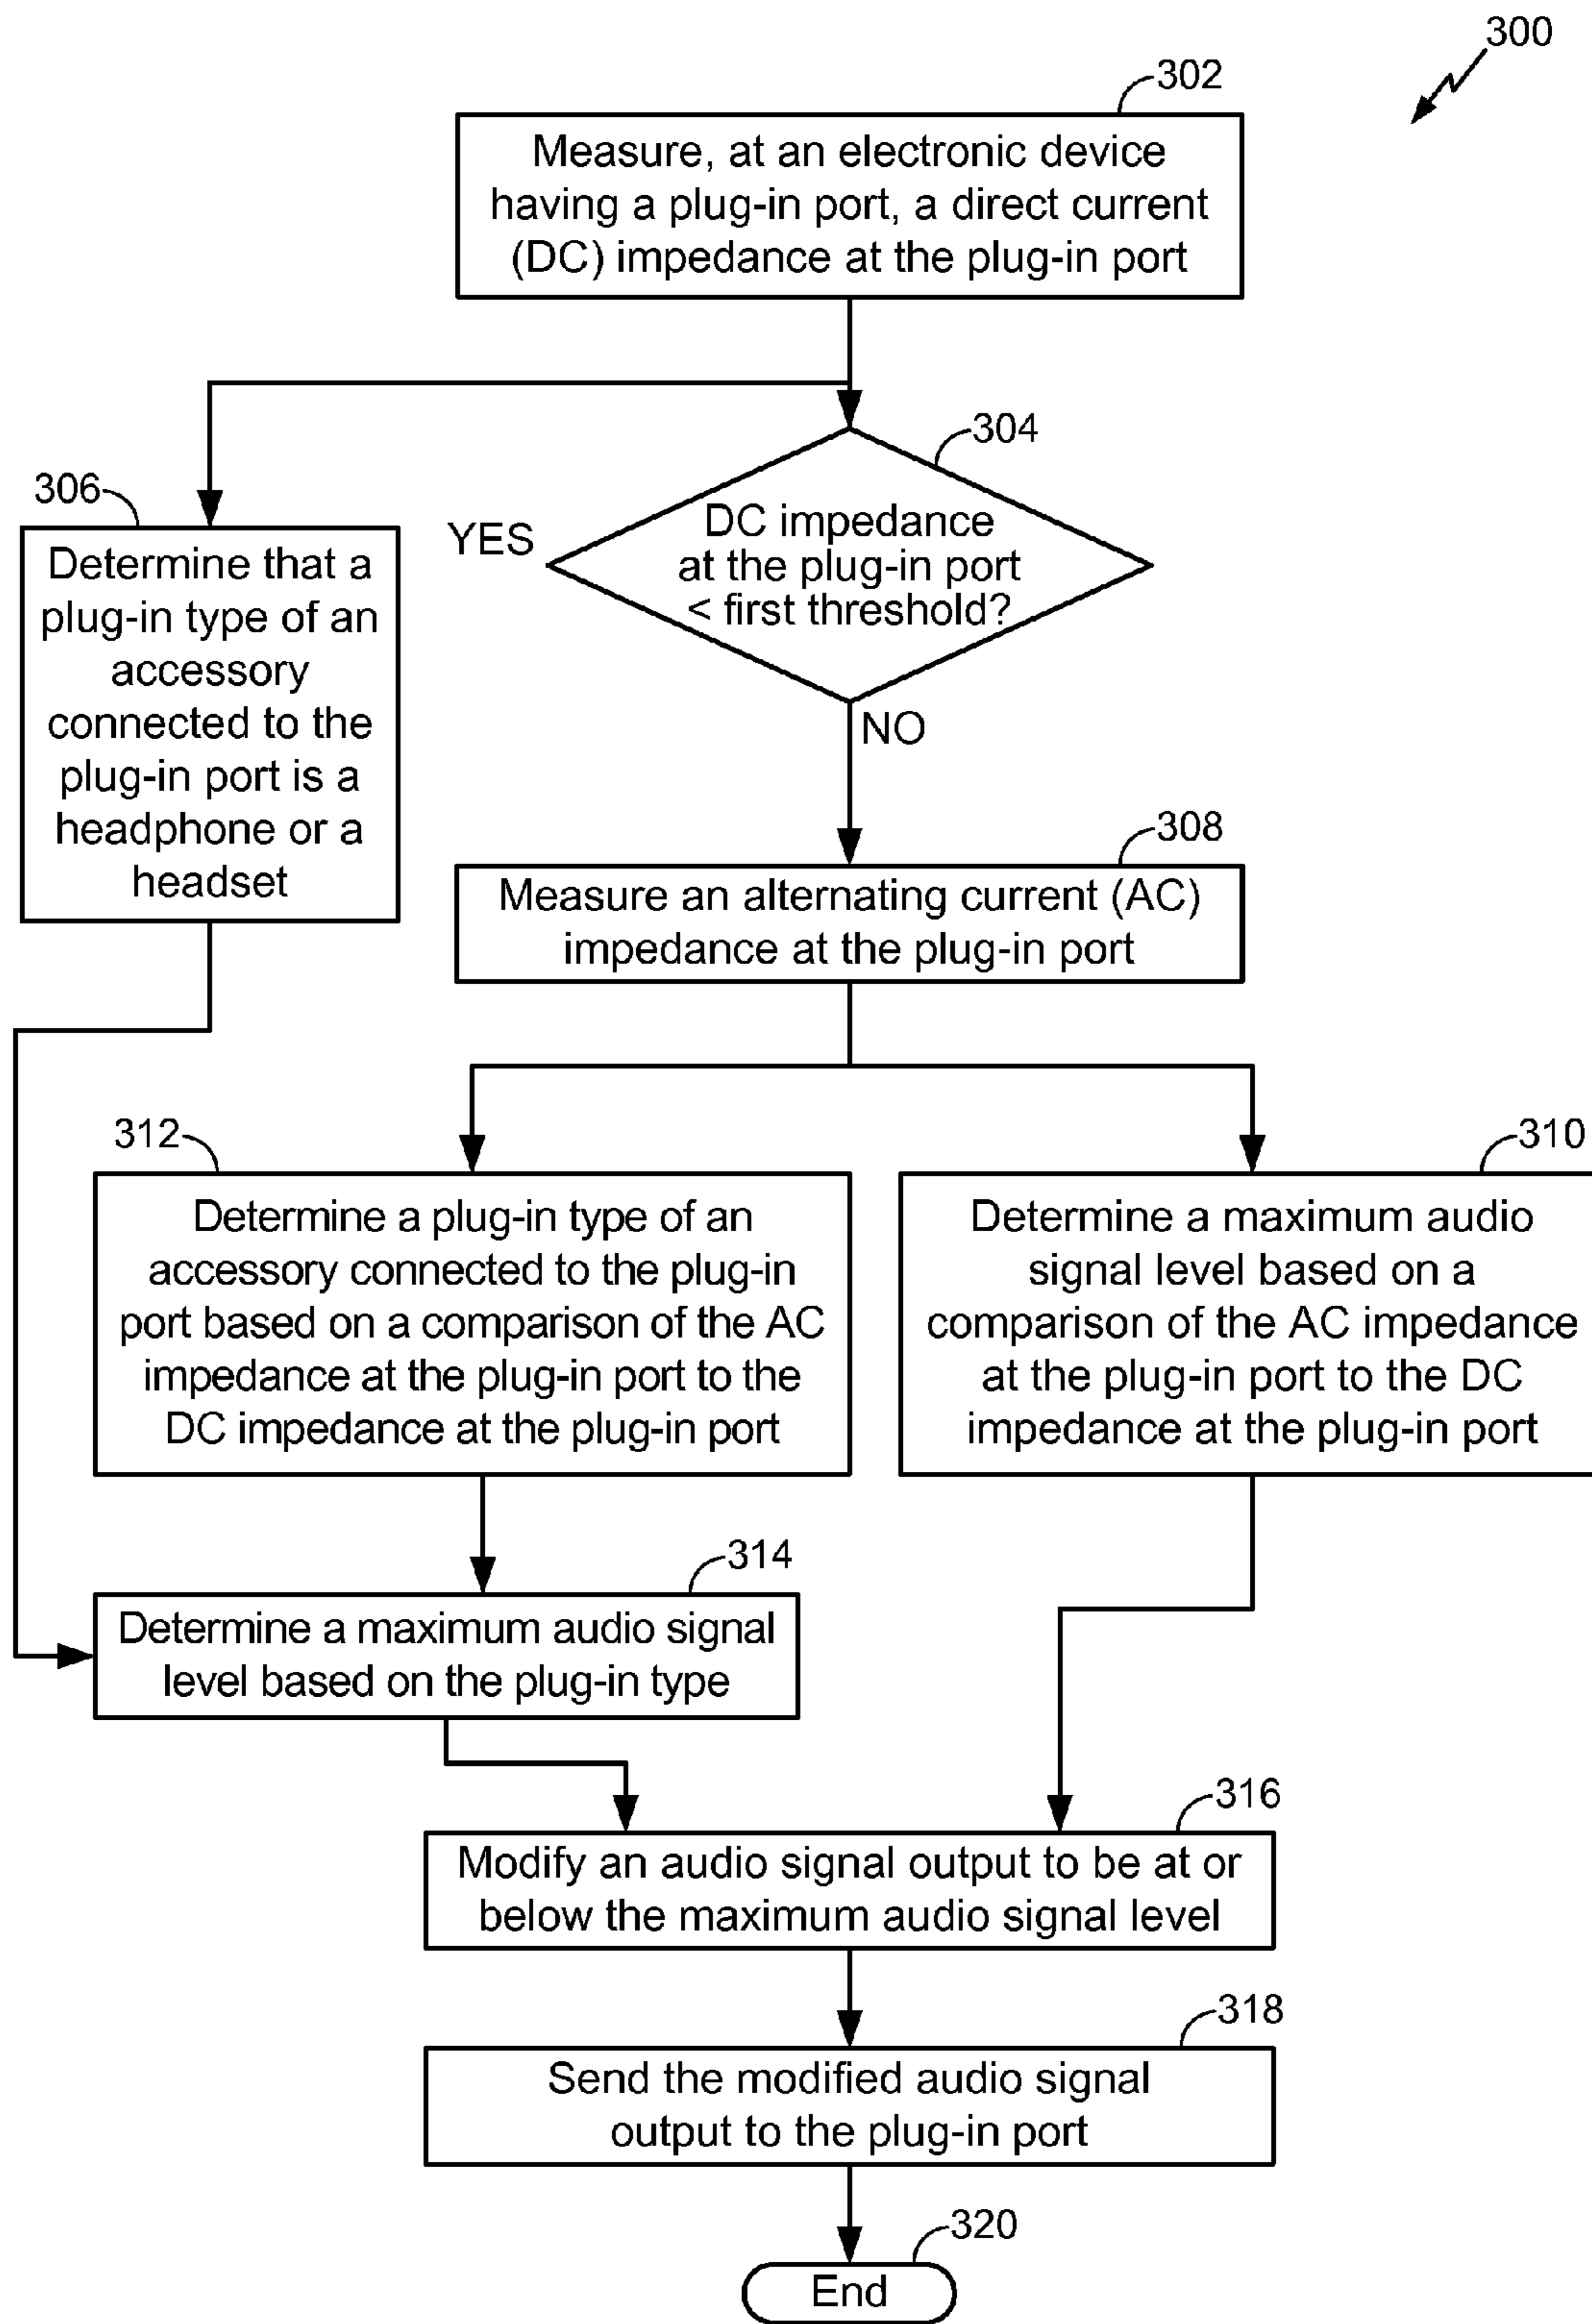 300
302
Measure, at an electronic device
having a plug-in port, a direct current
(DC) impedance at the plug-in port
304
DC impedance
at the plug-in port
< first threshold?
YES
NO
306
Determine that a
plug-in type of an
accessory
connected to the
plug-in port is a
headphone or a
headset
308
Measure an alternating current (AC)
impedance at the plug-in port
312
Determine a plug-in type of an
accessory connected to the plug-in
port based on a comparison of the AC
impedance at the plug-in port to the
DC impedance at the plug-in port
310
Determine a maximum audio
signal level based on a
comparison of the AC impedance
at the plug-in port to the DC
impedance at the plug-in port
314
Determine a maximum audio signal
level based on the plug-in type
316
Modify an audio signal output to be at or
below the maximum audio signal level
318
Send the modified audio signal
output to the plug-in port
320
End